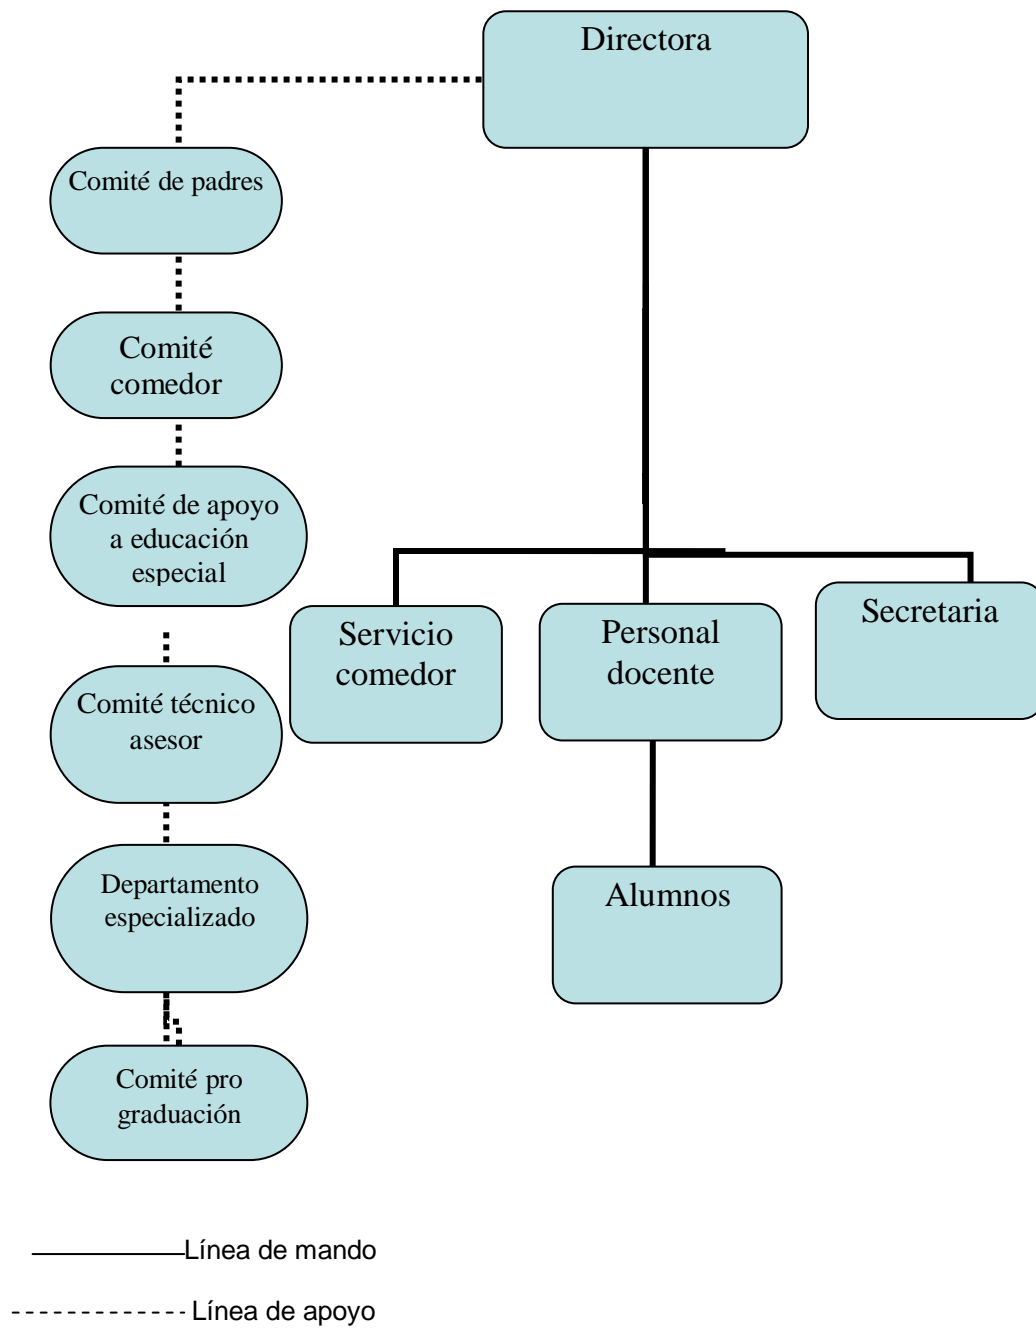 Directora
Comité de padres
Comité
comedor
Comité de apoyo
a educación
especial
Servicio
comedor
Personal
docente
Secretaria
Comité técnico
asesor
Departamento
especializado
Alumnos
Comité pro
graduación
Línea de mando
Línea de apoyo